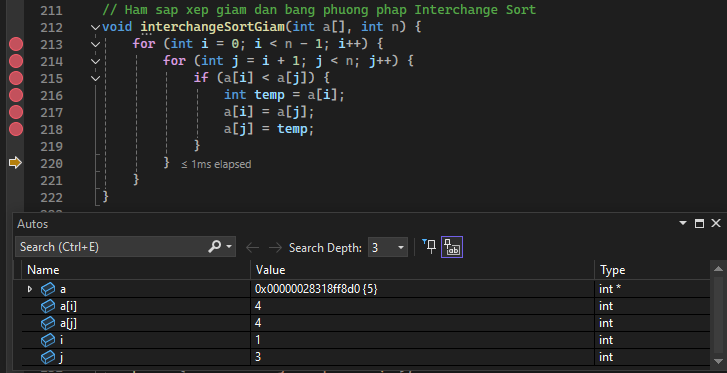 211 // Ham sap xep giam dan bang phuong phap Interchange Sort
212 void interchangeSortGiam(int a[], int n) {
213 for (int i = 0; i < n - 1; i++) {
214 for (int j = i + 1; j < n; j++) {
215 if (a[i] < a[j]) {
216 int temp = a[i];
217 a[i] = a[j];
218 a[j] = temp;
219 }
220 } ≤ 1ms elapsed
221 }
222 }
Autos
Search (Ctrl+E) Search Depth: 3
Name Value Type
a 0x00000028318ff8d0 {5} int *
a[i] 4 int
a[j] 4 int
i 1 int
j 3 int